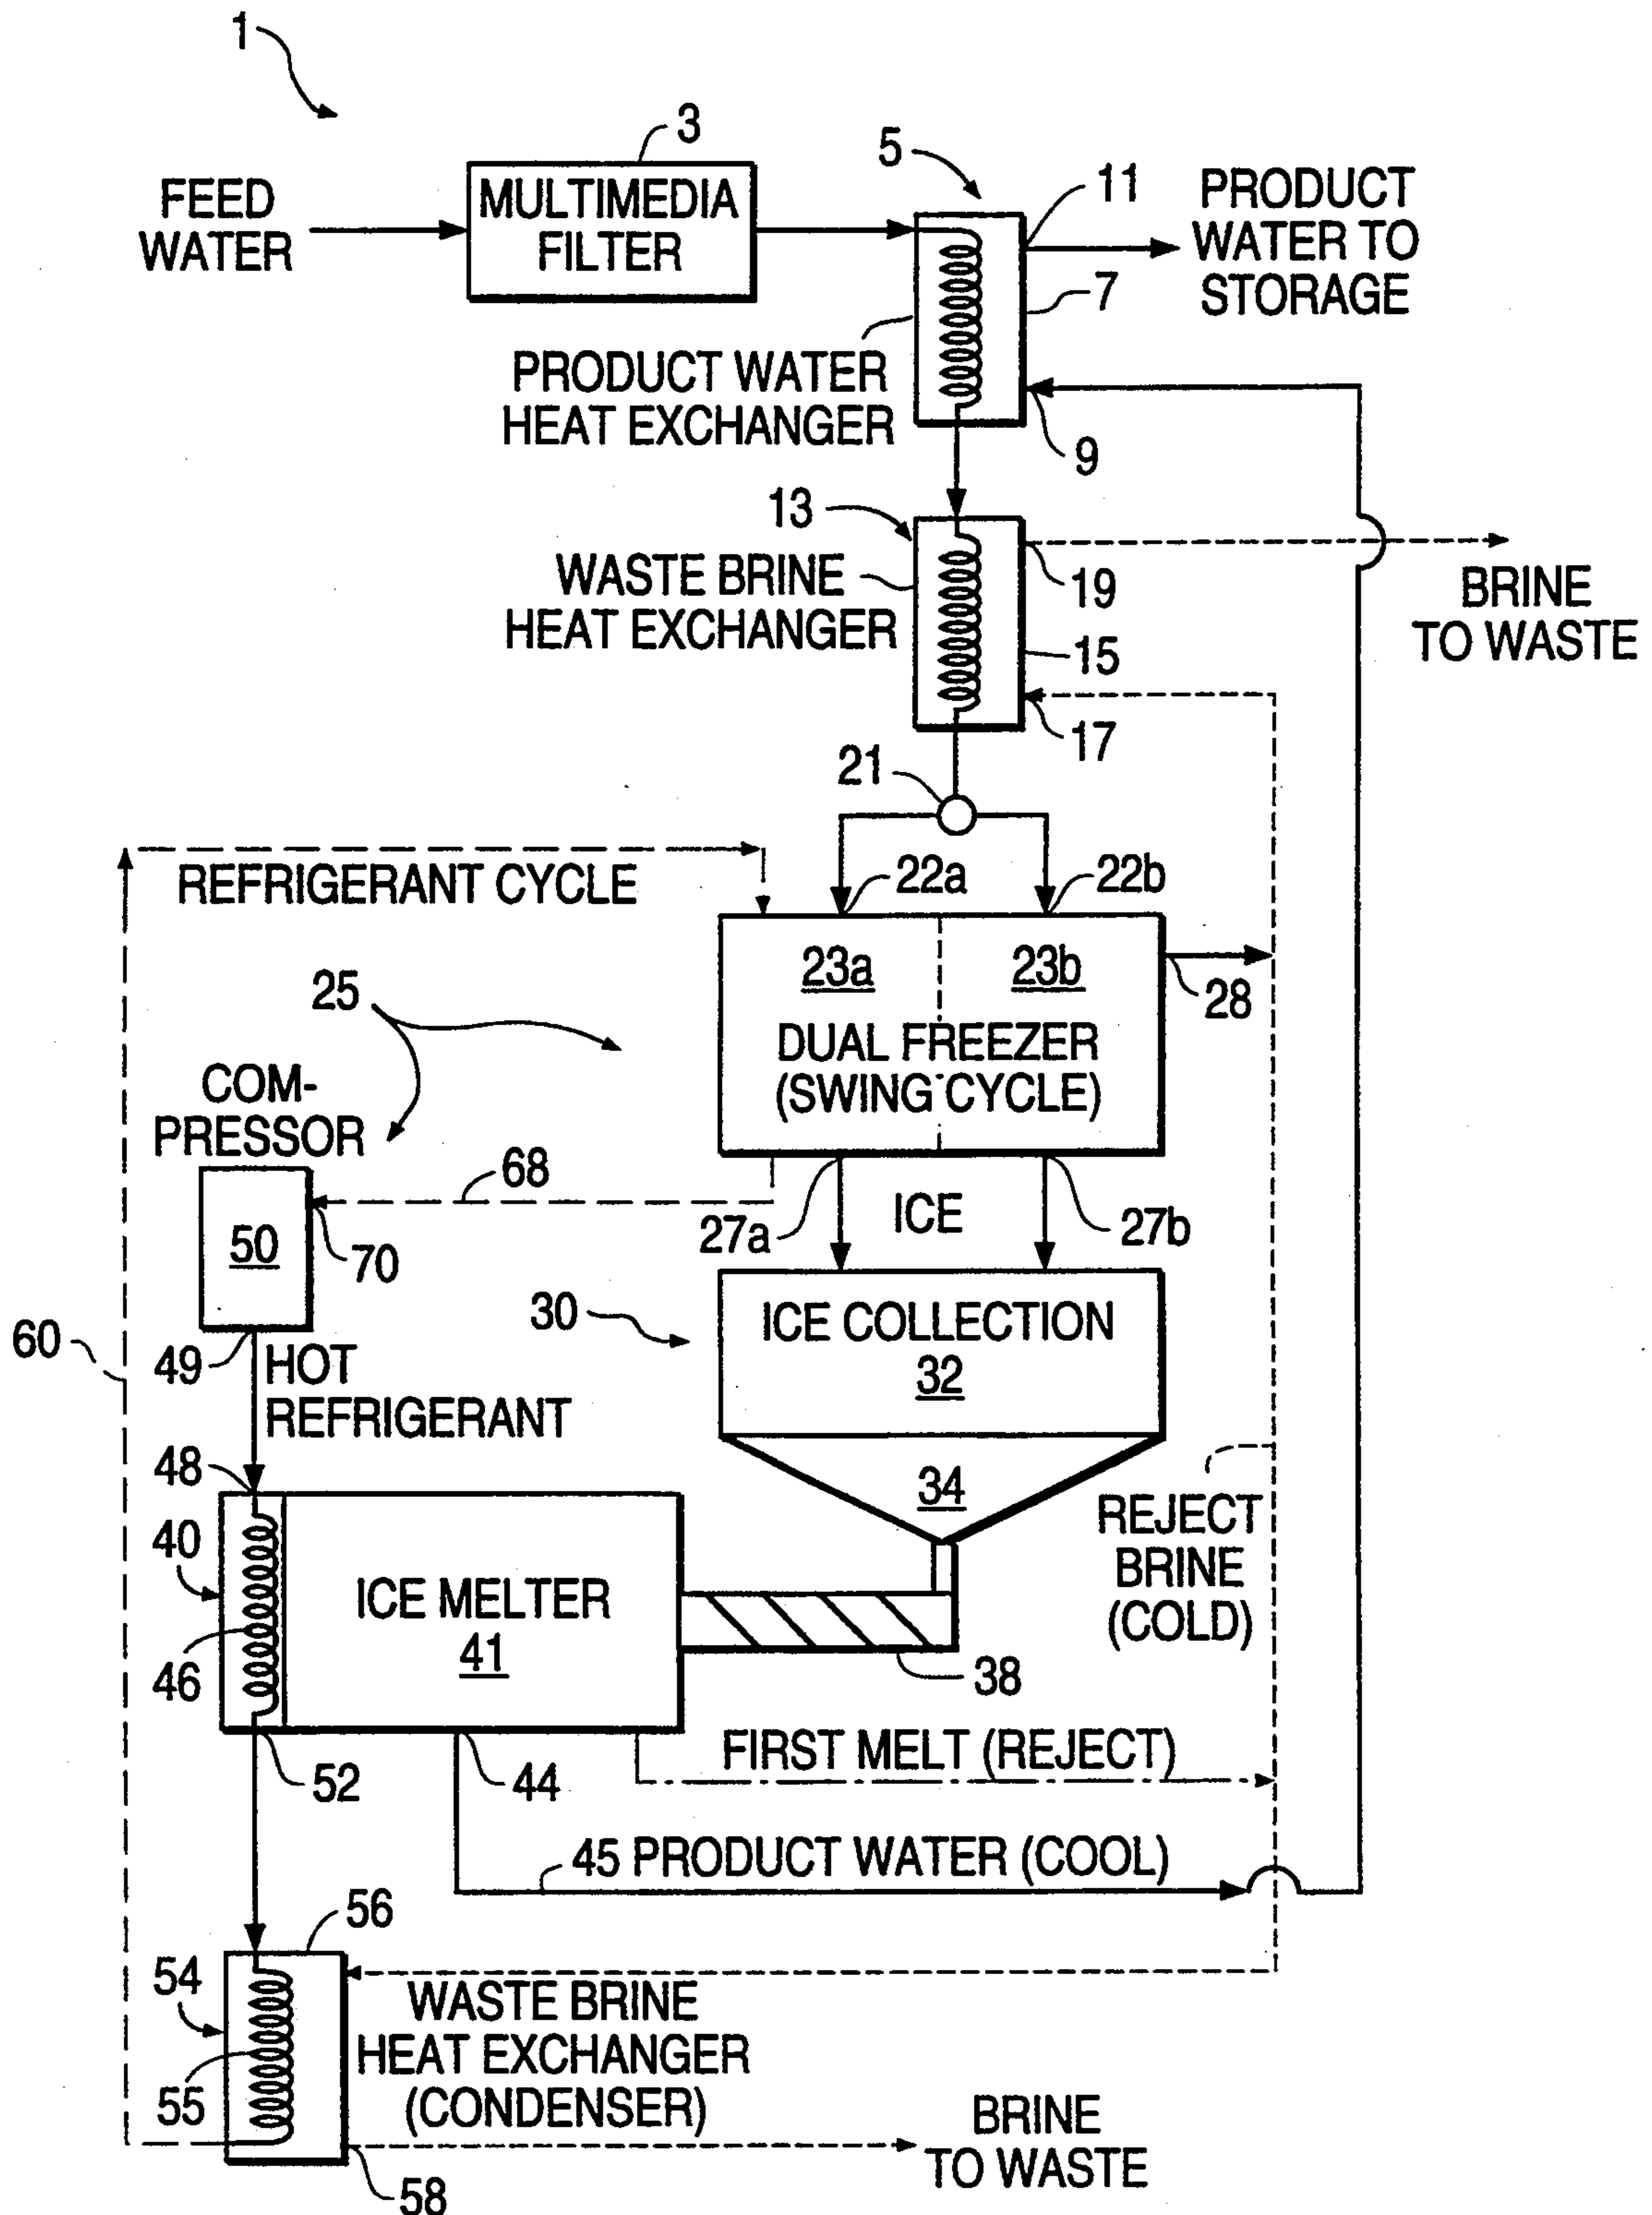 1
3
5
FEED
WATER
MULTIMEDIA
FILTER
11
PRODUCT
WATER TO
STORAGE
7
PRODUCT WATER
HEAT EXCHANGER
9
13
WASTE BRINE
HEAT EXCHANGER
19
BRINE
TO WASTE
15
17
21
REFRIGERANT CYCLE
22a
22b
23a
23b
28
25
DUAL FREEZER
(SWING CYCLE)
COM-
PRESSOR
68
27a
ICE
27b
50
70
30
ICE COLLECTION
32
60
49
HOT
REFRIGERANT
48
34
REJECT
BRINE
(COLD)
40
ICE MELTER
41
46
38
FIRST MELT (REJECT)
52
44
45 PRODUCT WATER (COOL)
56
54
WASTE BRINE
HEAT EXCHANGER
(CONDENSER)
55
BRINE
TO WASTE
58